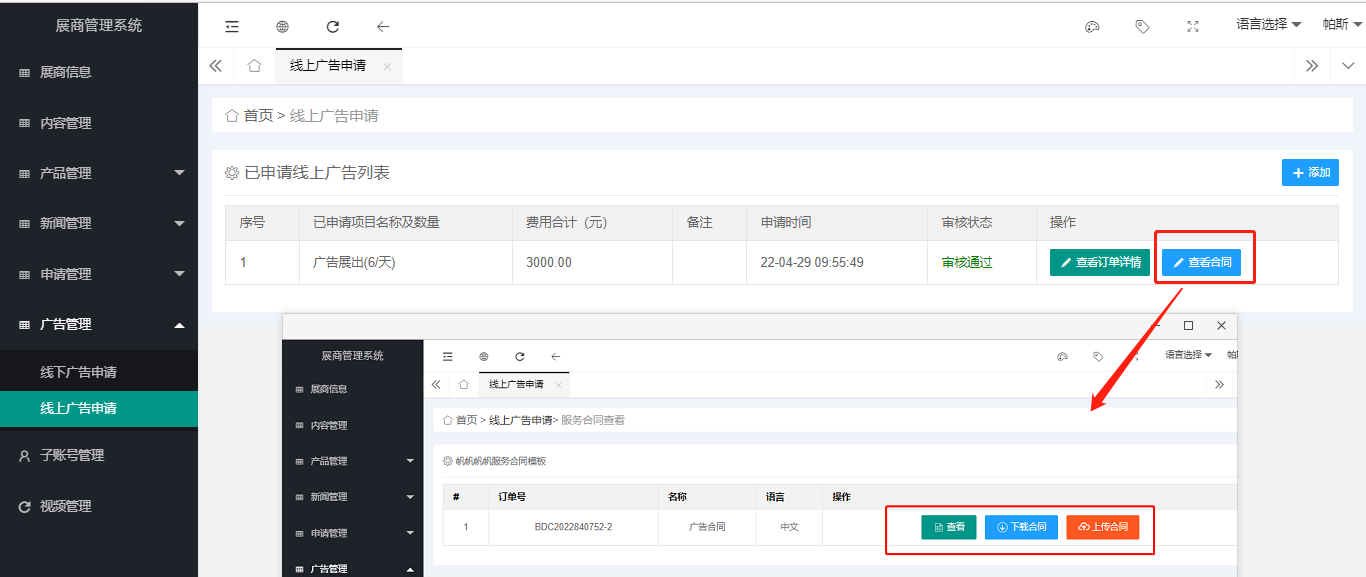 展商管理系统
语言选择
帕斯
展商信息
线上广告申请
首页 > 线上广告申请
内容管理
产品管理
已申请线上广告列表
添加
新闻管理
序号 已申请项目名称及数量 费用合计（元） 备注 申请时间 审核状态 操作
申请管理
1 广告展出(6/天) 3000.00 22-04-29 09:55:49 审核通过 查看订单详情 查看合同
广告管理
线下广告申请
线上广告申请
子账号管理
视频管理
展商管理系统
语言选择
展商信息
线上广告申请
内容管理
首页 > 线上广告申请> 服务合同查看
产品管理
帆帆帆帆服务合同模板
新闻管理
# 订单号 名称 语言 操作
1 BDC2022840752-2 广告合同 中文 查看 下载合同 上传合同
申请管理
广告管理